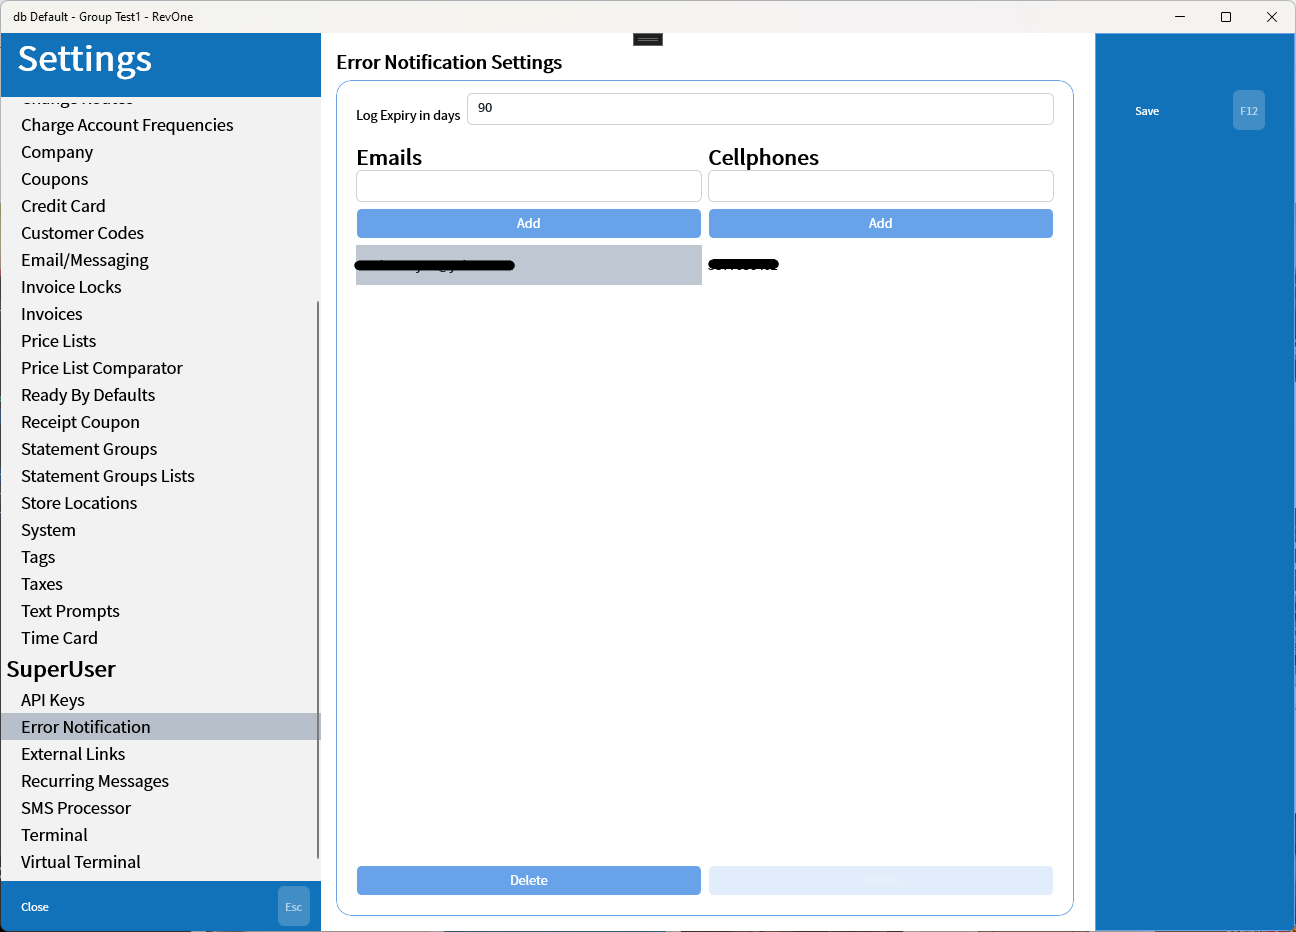 db Default - Group Test1 - RevOne
Settings
Charge Account Frequencies
Company
Coupons
Credit Card
Customer Codes
Email/Messaging
Invoice Locks
Invoices
Price Lists
Price List Comparator
Ready By Defaults
Receipt Coupon
Statement Groups
Statement Groups Lists
Store Locations
System
Tags
Taxes
Text Prompts
Time Card
SuperUser
API Keys
Error Notification
External Links
Recurring Messages
SMS Processor
Terminal
Virtual Terminal
Close Esc
Error Notification Settings
Log Expiry in days 90
Emails Cellphones
Add Add
Delete Delete
Save F12